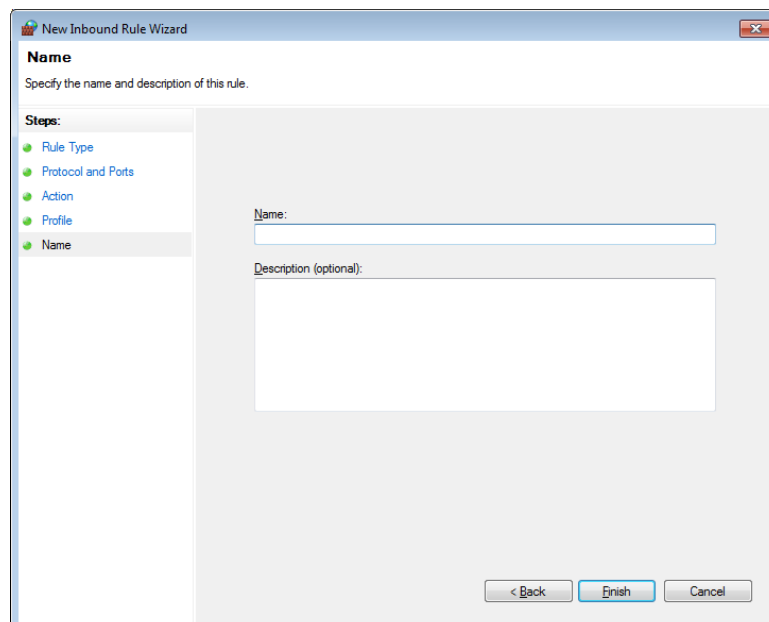 New Inbound Rule Wizard
Name
Specify the name and description of this rule.
Steps:
Rule Type
Protocol and Ports
Action
Profile
Name
Name:
Description (optional):
< Back
Finish
Cancel